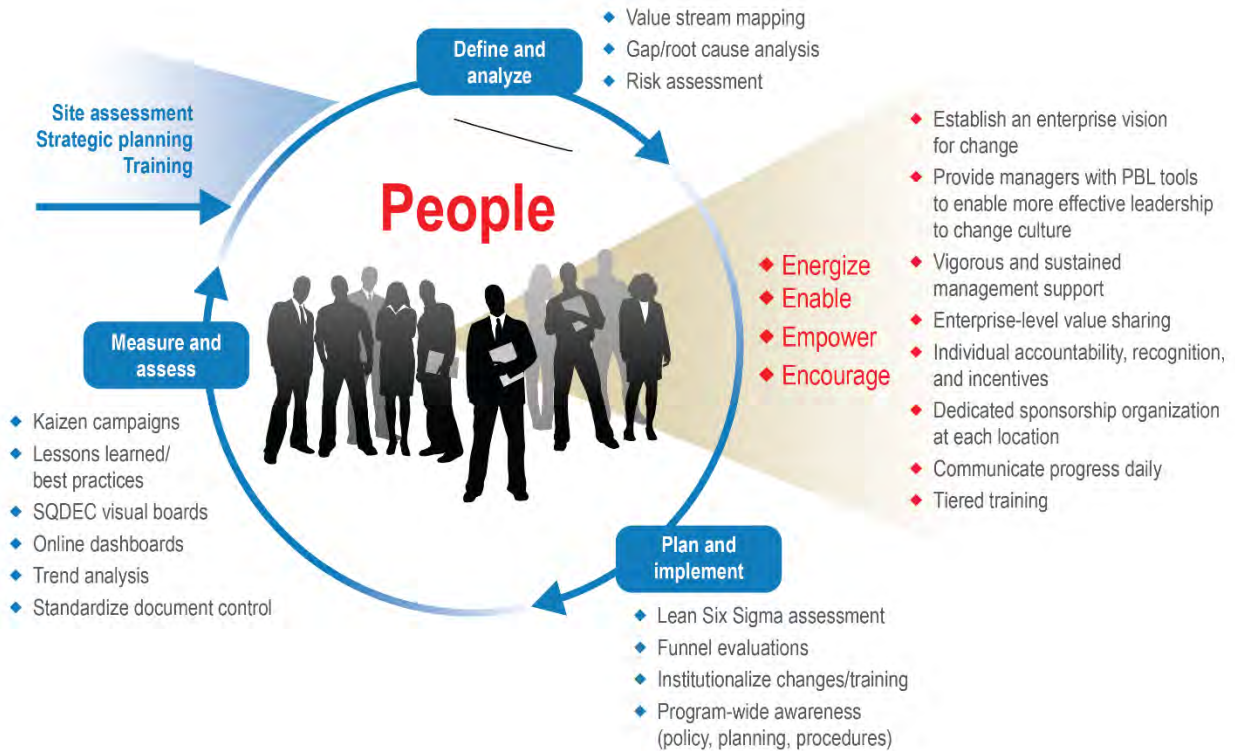 Define and
analyze
Value stream mapping
Gap/root cause analysis
Risk assessment
Site assessment
Strategic planning
Training
People
Energize
Enable
Empower
Encourage
Establish an enterprise vision
for change
Provide managers with PBL tools
to enable more effective leadership
to change culture
Vigorous and sustained
management support
Enterprise-level value sharing
Individual accountability, recognition,
and incentives
Dedicated sponsorship organization
at each location
Communicate progress daily
Tiered training
Plan and
implement
Lean Six Sigma assessment
Funnel evaluations
Institutionalize changes/training
Program-wide awareness
(policy, planning, procedures)
Measure and
assess
Kaizen campaigns
Lessons learned/
best practices
SQDEC visual boards
Online dashboards
Trend analysis
Standardize document control